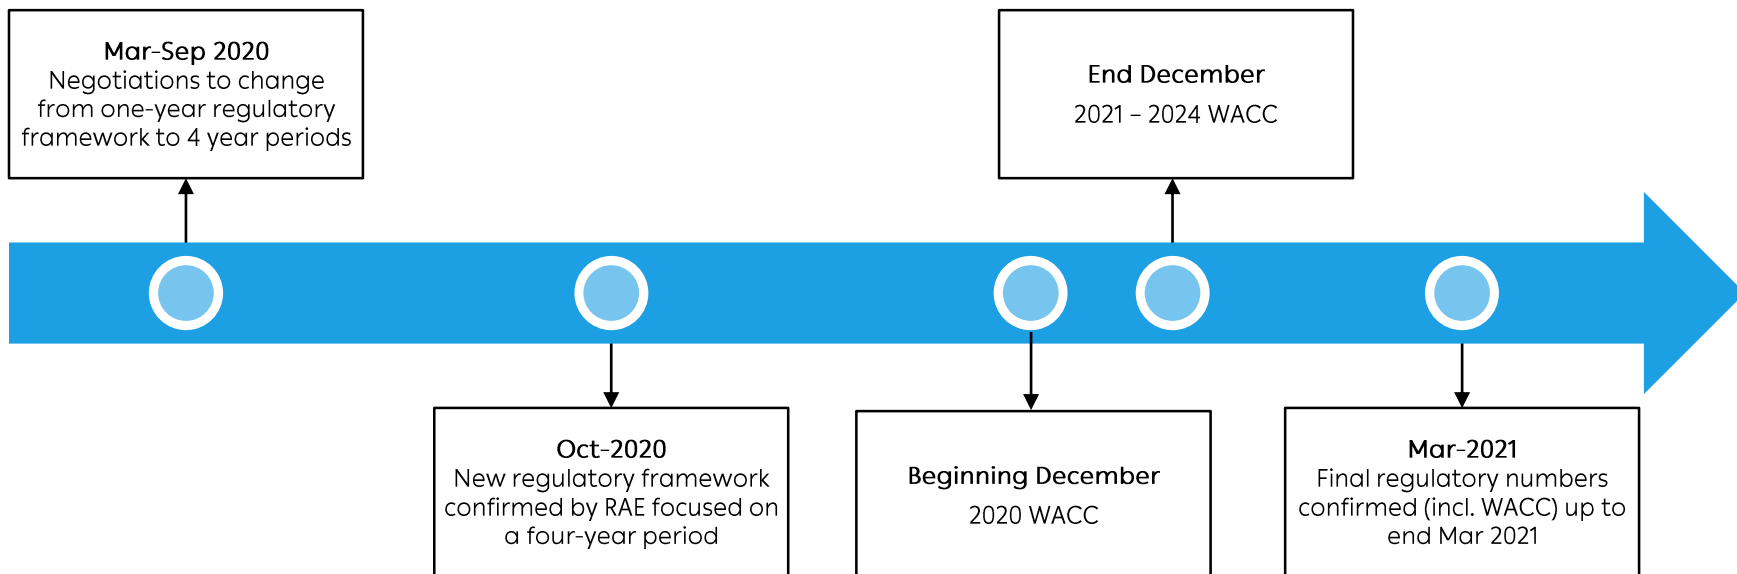 Mar-Sep 2020
Negotiations to change
from one-year regulatory
framework to 4 year periods
End December
2021 – 2024 WACC
Oct-2020
New regulatory framework
confirmed by RAE focused on
a four-year period
Beginning December
2020 WACC
Mar-2021
Final regulatory numbers
confirmed (incl. WACC) up to
end Mar 2021